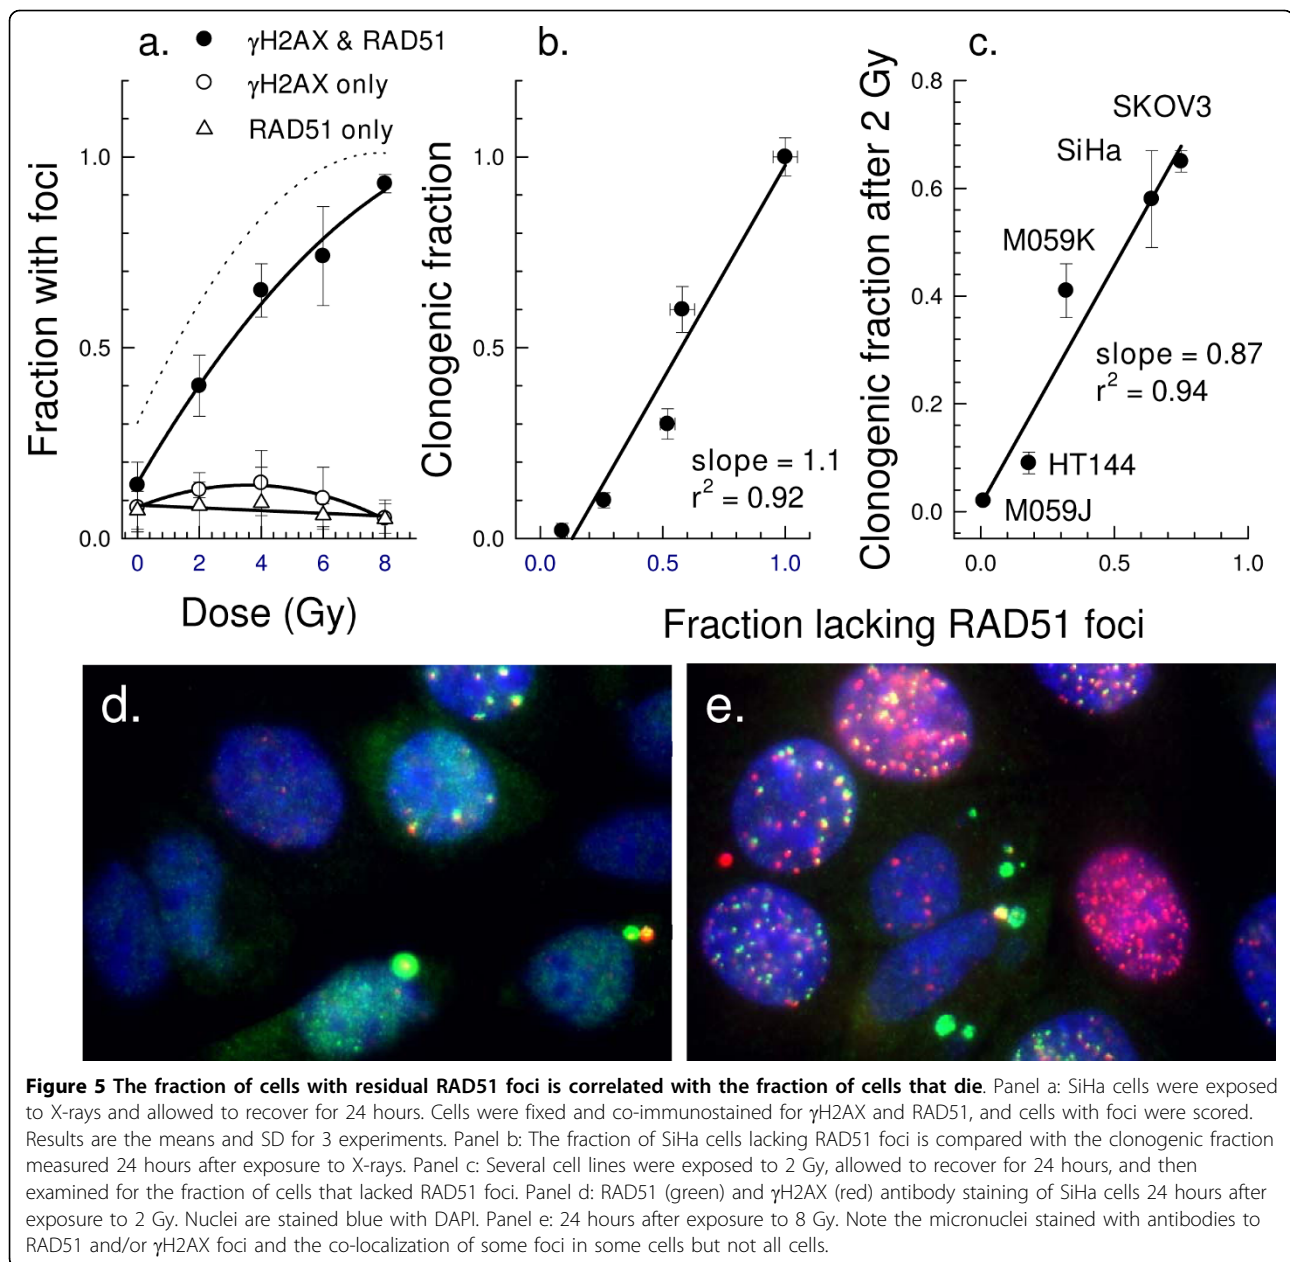 a.
γH2AX & RAD51
γH2AX only
RAD51 only
Fraction with foci
1.0
0.5
0.0
0 2 4 6 8
Dose (Gy)
b.
Clonogenic fraction
1.0
0.5
0.0
slope = 1.1
r² = 0.92
0.0 0.5 1.0
c.
Clonogenic fraction after 2 Gy
0.8
0.6
0.4
0.2
0.0
SKOV3
SiHa
M059K
slope = 0.87
r² = 0.94
HT144
M059J
0.0 0.5 1.0
Fraction lacking RAD51 foci
d.
e.
Figure 5 The fraction of cells with residual RAD51 foci is correlated with the fraction of cells that die. Panel a: SiHa cells were exposed
to X-rays and allowed to recover for 24 hours. Cells were fixed and co-immunostained for γH2AX and RAD51, and cells with foci were scored.
Results are the means and SD for 3 experiments. Panel b: The fraction of SiHa cells lacking RAD51 foci is compared with the clonogenic fraction
measured 24 hours after exposure to X-rays. Panel c: Several cell lines were exposed to 2 Gy, allowed to recover for 24 hours, and then
examined for the fraction of cells that lacked RAD51 foci. Panel d: RAD51 (green) and γH2AX (red) antibody staining of SiHa cells 24 hours after
exposure to 2 Gy. Nuclei are stained blue with DAPI. Panel e: 24 hours after exposure to 8 Gy. Note the micronuclei stained with antibodies to
RAD51 and/or γH2AX foci and the co-localization of some foci in some cells but not all cells.